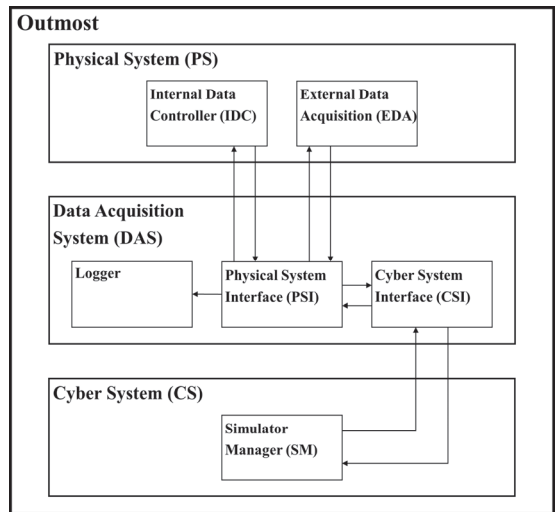 Outmost
Physical System (PS)
Internal Data
Controller (IDC)
External Data
Acquisition (EDA)
Data Acquisition
System (DAS)
Logger
Physical System
Interface (PSI)
Cyber System
Interface (CSI)
Cyber System (CS)
Simulator
Manager (SM)